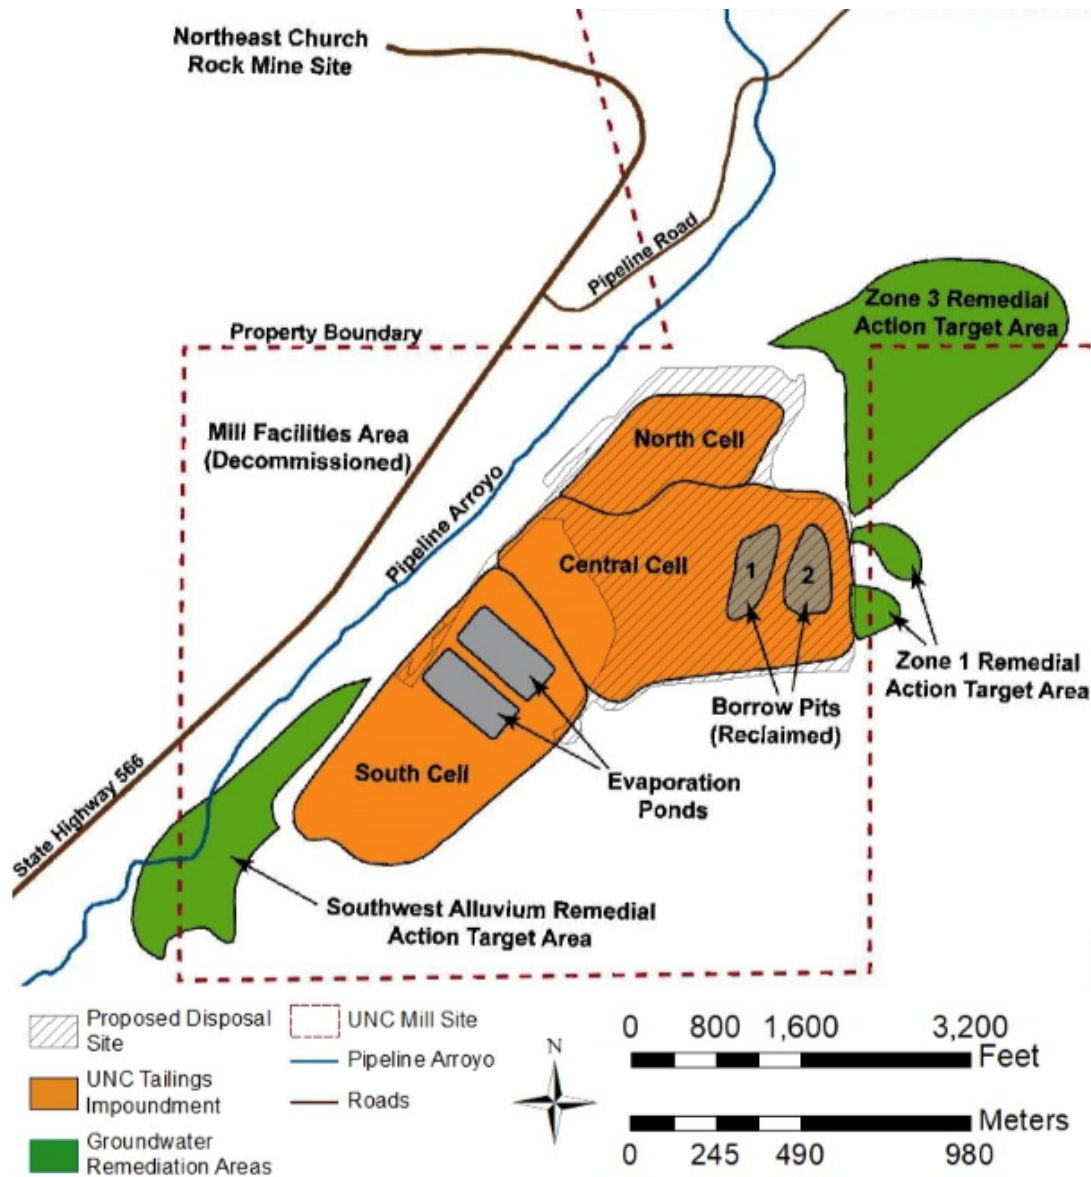 Northeast Church
Rock Mine Site
Pipeline Road
Zone 3 Remedial
Action Target Area
Property Boundary
Mill Facilities Area
(Decommissioned)
North Cell
Pipeline Arroyo
Central Cell
1
2
Zone 1 Remedial
Action Target Area
Borrow Pits
(Reclaimed)
South Cell
Evaporation
Ponds
State Highway 566
Southwest Alluvium Remedial
Action Target Area
Proposed Disposal
Site
UNC Tailings
Impoundment
Groundwater
Remediation Areas
UNC Mill Site
Pipeline Arroyo
Roads
N
0 800 1,600 3,200
Feet
Meters
0 245 490 980